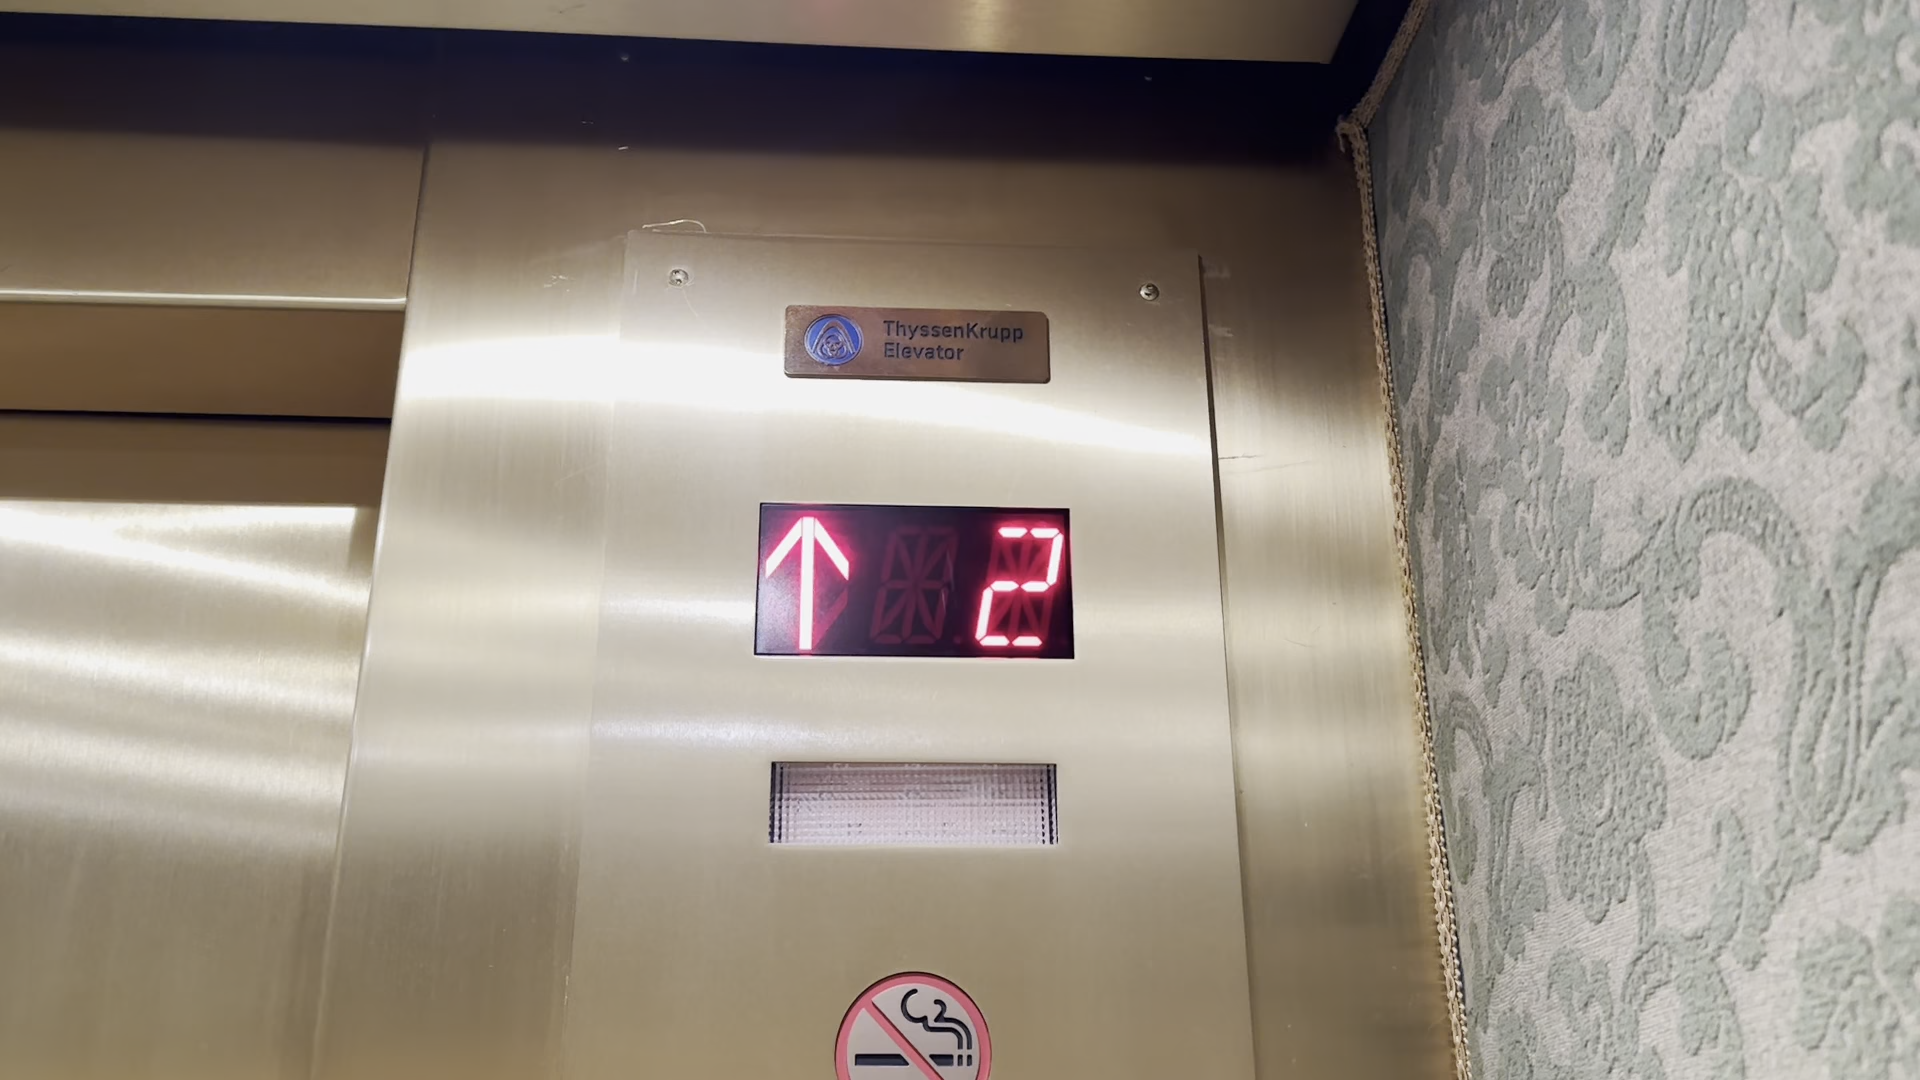 ThyssenKrupp
Elevator
↑ 2